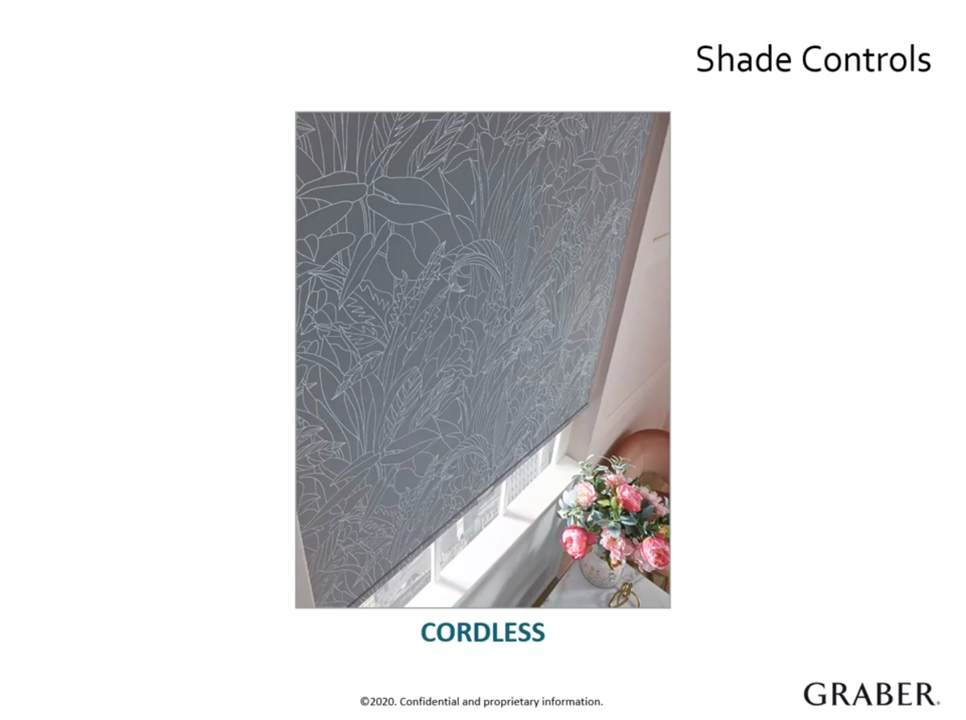 Shade Controls
CORDLESS
©2020. Confidential and proprietary information.
GRABER.